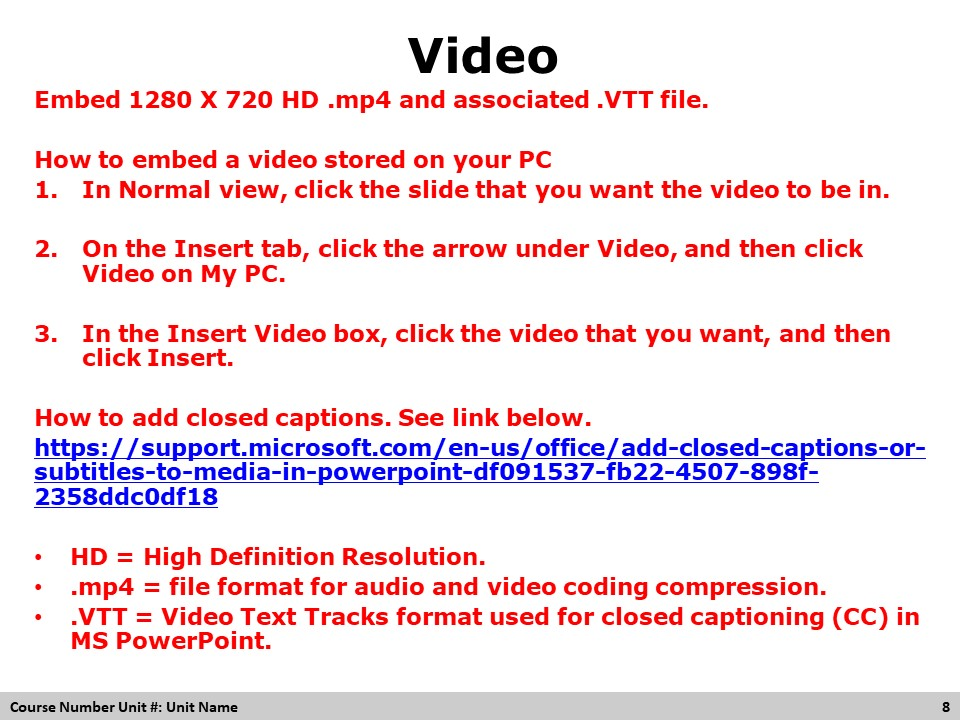 Video
Embed 1280 X 720 HD .mp4 and associated .VTT file.
How to embed a video stored on your PC
1. In Normal view, click the slide that you want the video to be in.
2. On the Insert tab, click the arrow under Video, and then click
Video on My PC.
3. In the Insert Video box, click the video that you want, and then
click Insert.
How to add closed captions. See link below.
https://support.microsoft.com/en-us/office/add-closed-captions-or-
subtitles-to-media-in-powerpoint-df091537-fb22-4507-898f-
2358ddc0df18
• HD = High Definition Resolution.
• .mp4 = file format for audio and video coding compression.
• .VTT = Video Text Tracks format used for closed captioning (CC) in
MS PowerPoint.
Course Number Unit #: Unit Name 8